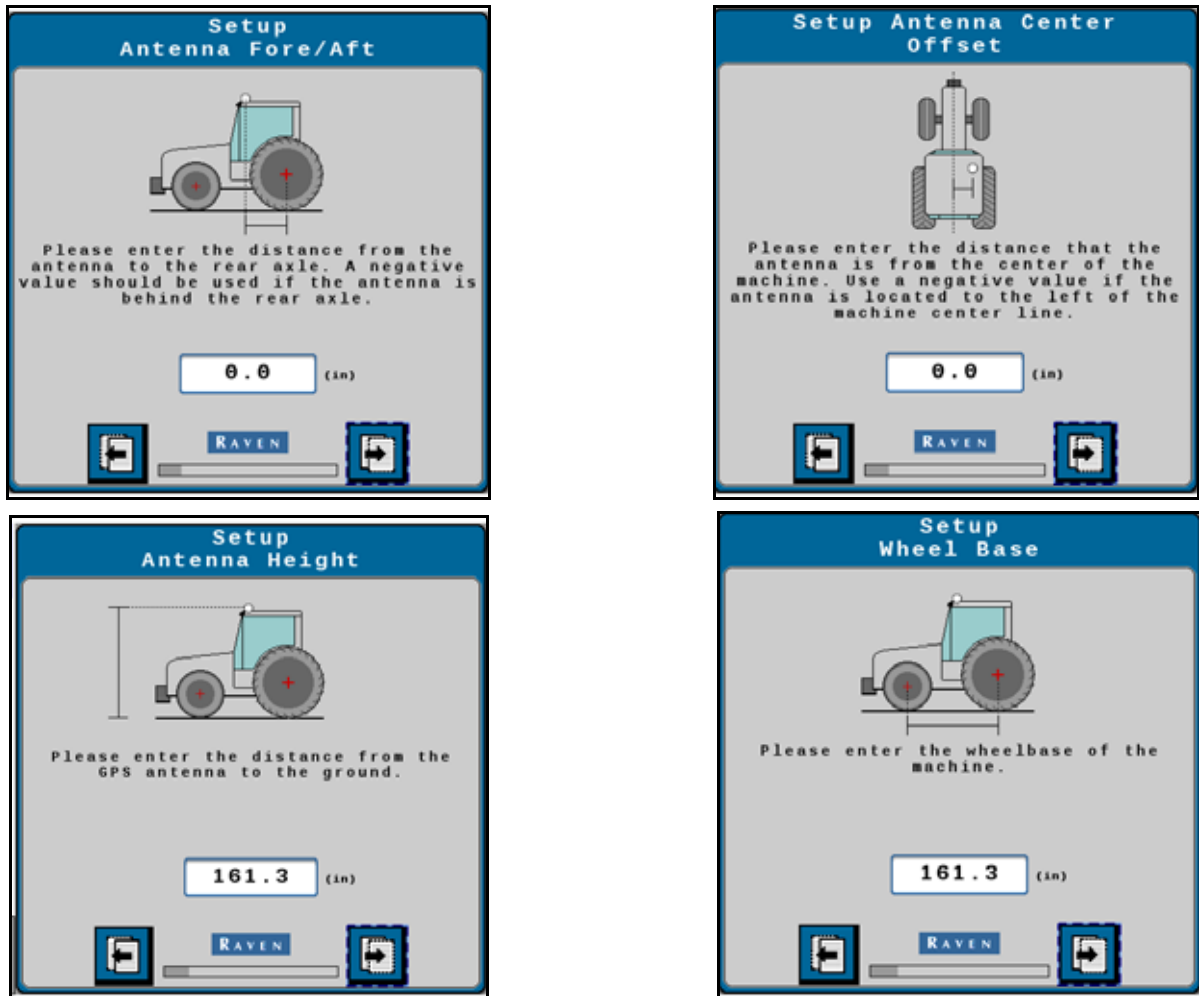 Setup
Antenna Fore/Aft
Please enter the distance from the
antenna to the rear axle. A negative
value should be used if the antenna is
behind the rear axle.
0.0 (in)
RAVEN
Setup Antenna Center
Offset
Please enter the distance that the
antenna is from the center of the
machine. Use a negative value if the
antenna is located to the left of the
machine center line.
0.0 (in)
RAVEN
Setup
Antenna Height
Please enter the distance from the
GPS antenna to the ground.
161.3 (in)
RAVEN
Setup
Wheel Base
Please enter the wheelbase of the
machine.
161.3 (in)
RAVEN